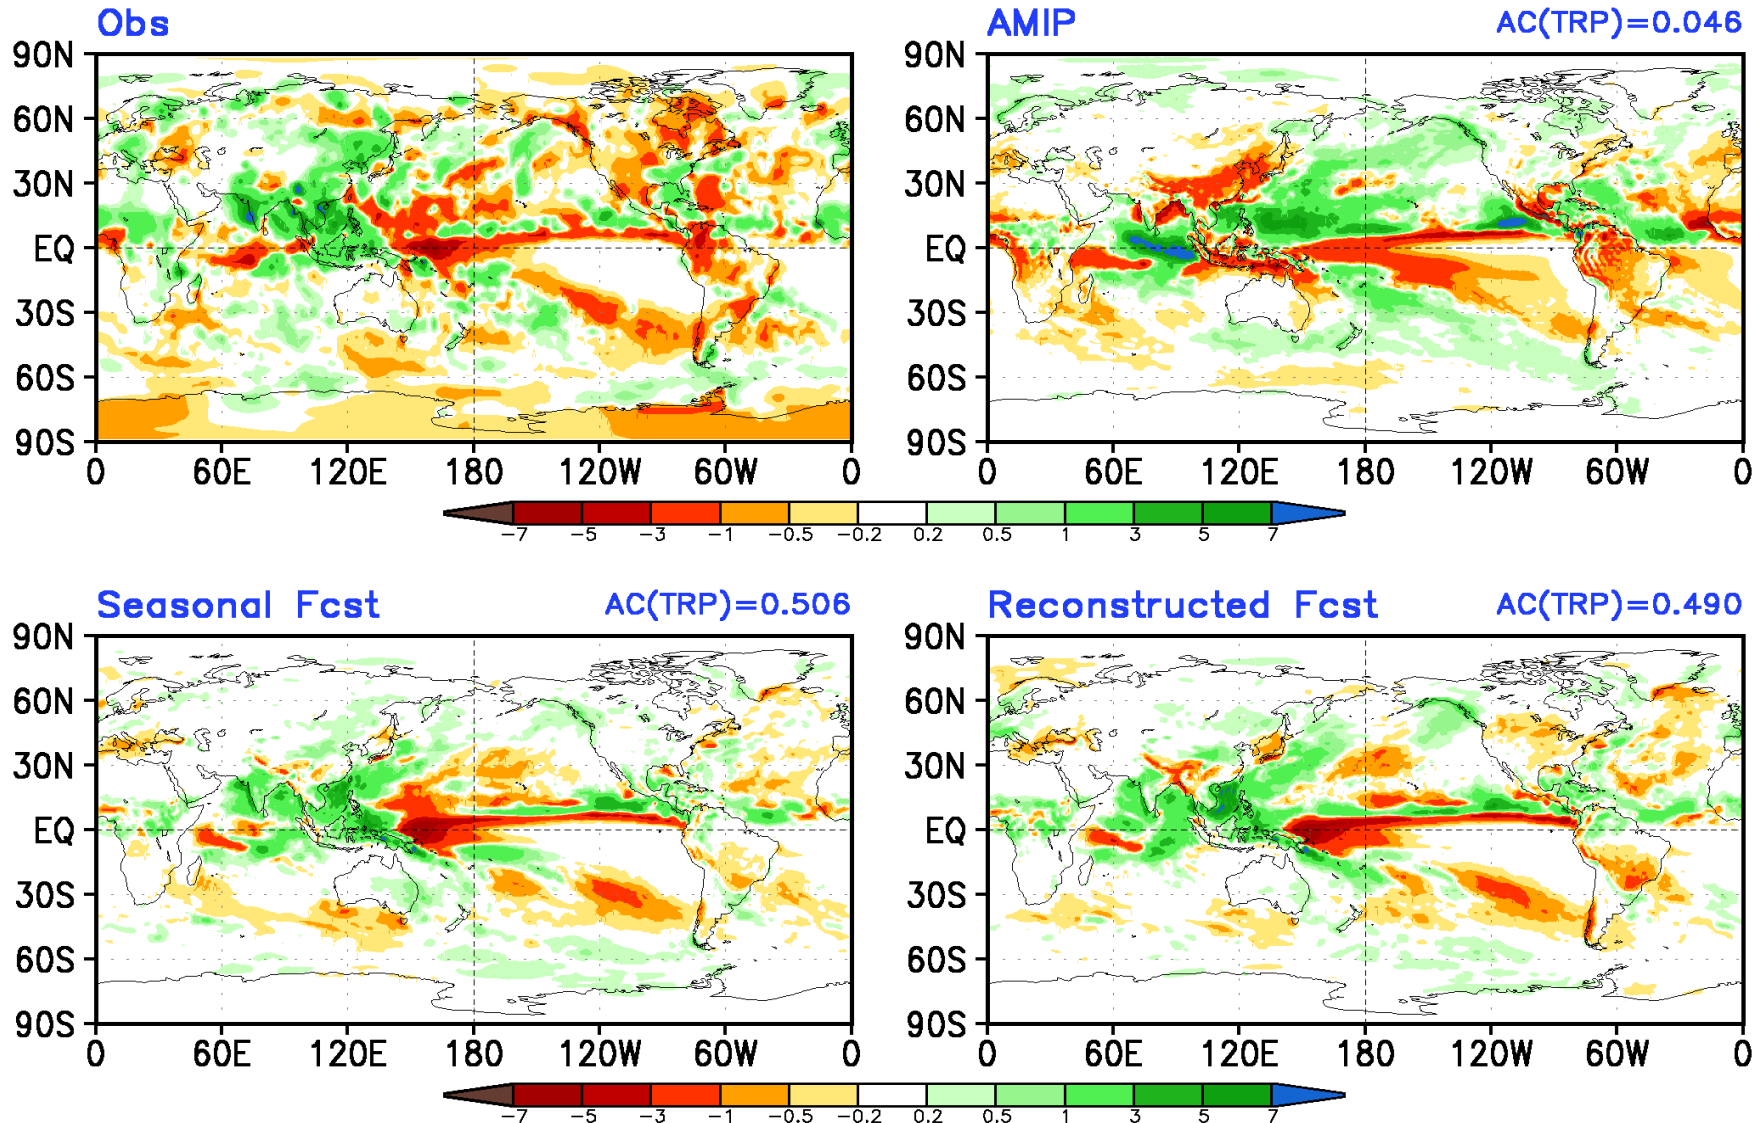 Obs
AMIP AC(TRP)=0.046
90N 90N
60N 60N
30N 30N
EQ EQ
30S 30S
60S 60S
90S 90S
0 60E 120E 180 120W 60W 0 0 60E 120E 180 120W 60W 0
-7 -5 -3 -1 -0.5 -0.2 0.2 0.5 1 3 5 7
Seasonal Fcst AC(TRP)=0.506
Reconstructed Fcst AC(TRP)=0.490
90N 90N
60N 60N
30N 30N
EQ EQ
30S 30S
60S 60S
90S 90S
0 60E 120E 180 120W 60W 0 0 60E 120E 180 120W 60W 0
-7 -5 -3 -1 -0.5 -0.2 0.2 0.5 1 3 5 7